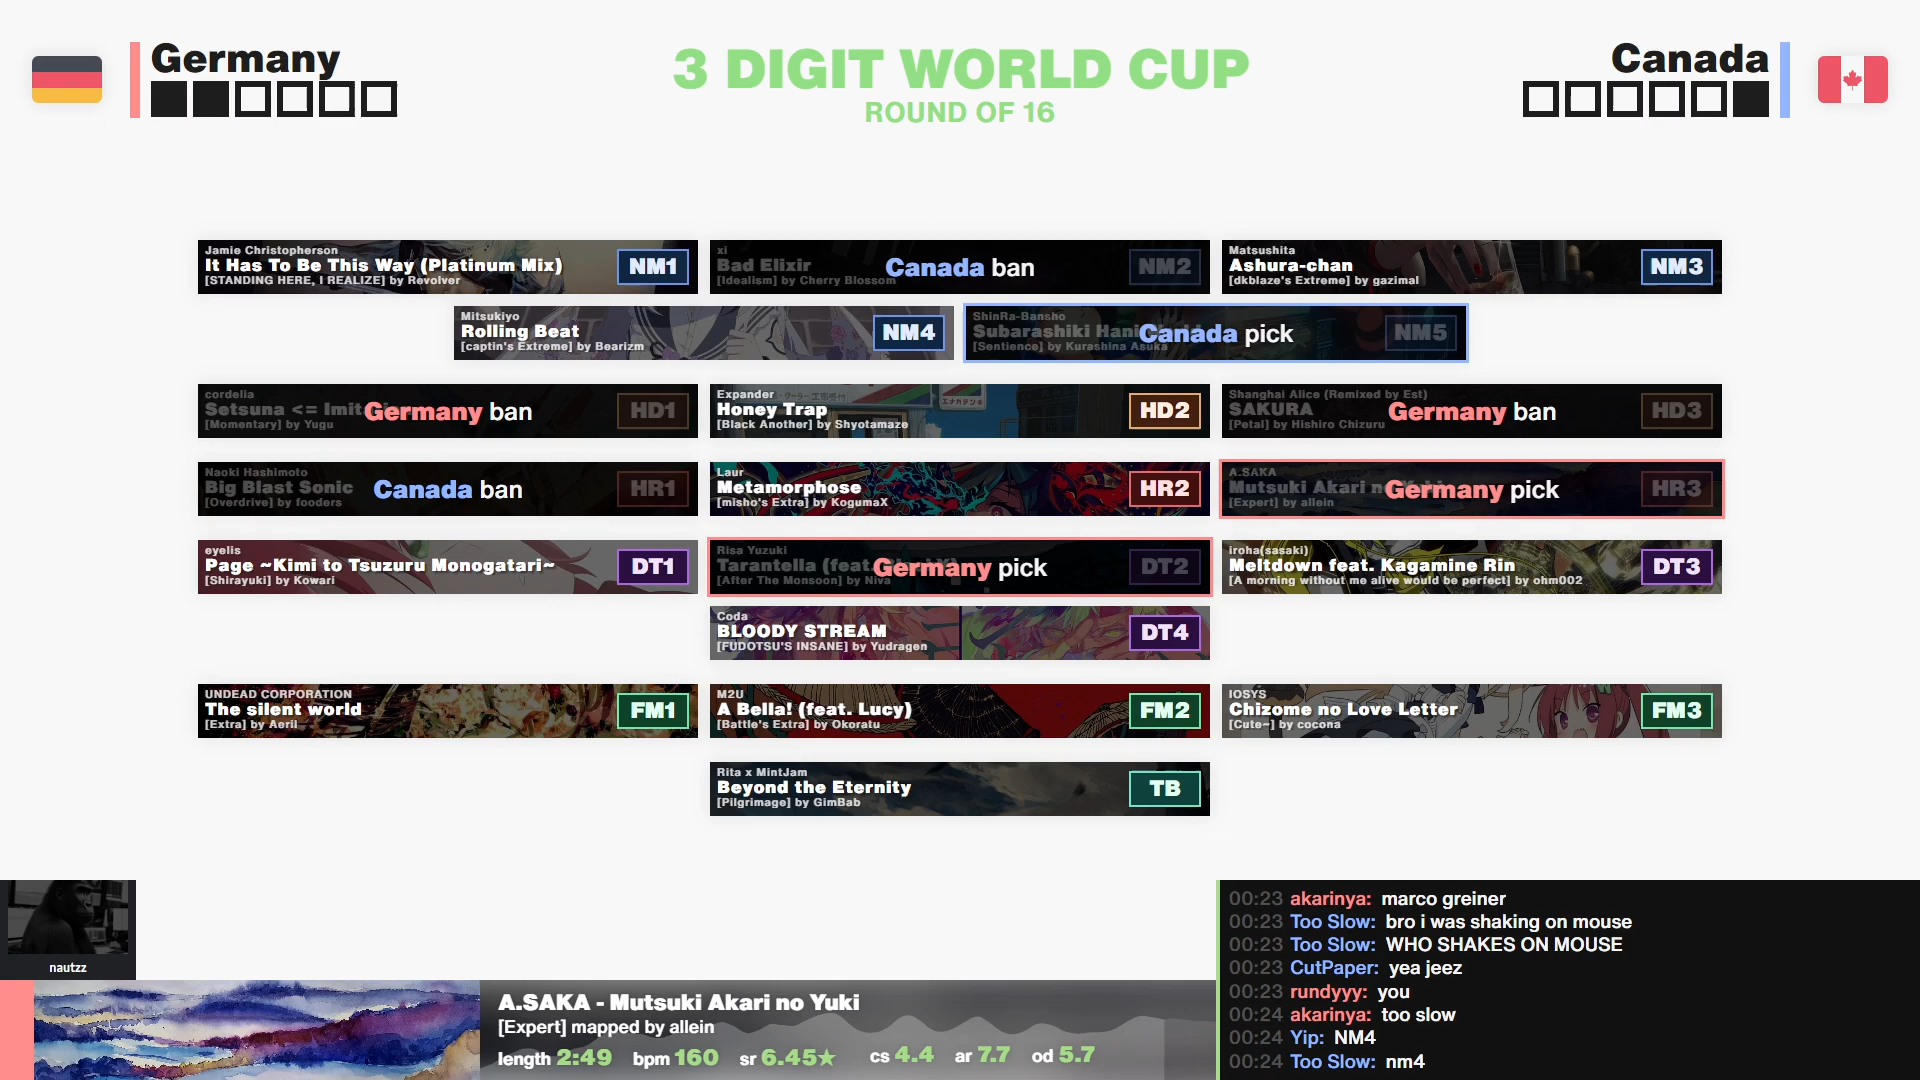 Germany
3 DIGIT WORLD CUP
ROUND OF 16
Canada
Jamie Christopherson
It Has To Be This Way (Platinum Mix)
[STANDING HERE, I REALIZE] by Revolver
NM1
xi
Bad Elixir
[Idealism] by Cherry Blossom
Canada ban
NM2
Matsushita
Ashura-chan
[dkblaze's Extreme] by gazimal
NM3
Mitsukiyo
Rolling Beat
[captin's Extreme] by Bearizm
NM4
ShinRa-Bansho
Subarashiki
[Sentience] by Kurashina Asuka
Canada pick
NM5
cordelia
Setsuna <=
[Momentary] by Yugu
Germany ban
HD1
Expander
Honey Trap
[Black Another] by Shyotamaze
HD2
Shanghai Alice (Remixed by Est)
SAKURA
[Petal] by Hishiro Chizuru
Germany ban
HD3
Naoki Hashimoto
Big Blast Sonic
[Overdrive] by fooders
Canada ban
HR1
Laur
Metamorphose
[misho's Extra] by KogumaX
HR2
A.SAKA
Mutsuki Akari no
[Expert] by allein
Germany pick
HR3
eyelis
Page ~Kimi to Tsuzuru Monogatari~
[Shirayuki] by Kowari
DT1
Risa Yuzuki
Tarantella (feat.
[After The Monsoon] by Niva
Germany pick
DT2
iroha(sasaki)
Meltdown feat. Kagamine Rin
[A morning without me alive would be perfect] by ohm002
DT3
Coda
BLOODY STREAM
[FUDOTSU'S INSANE] by Yudragen
DT4
UNDEAD CORPORATION
The silent world
[Extra] by Aeril
FM1
M2U
A Bella! (feat. Lucy)
[Battle's Extra] by Okoratu
FM2
IOSYS
Chizome no Love Letter
[Cute~] by cocona
FM3
Rita x MintJam
Beyond the Eternity
[Pilgrimage] by GimBab
TB
nautzz
A.SAKA - Mutsuki Akari no Yuki
[Expert] mapped by allein
length 2:49 bpm 160 sr 6.45★ cs 4.4 ar 7.7 od 5.7
00:23 akarinya: marco greiner
00:23 Too Slow: bro i was shaking on mouse
00:23 Too Slow: WHO SHAKES ON MOUSE
00:23 CutPaper: yea jeez
00:23 rundyyy: you
00:24 akarinya: too slow
00:24 Yip: NM4
00:24 Too Slow: nm4